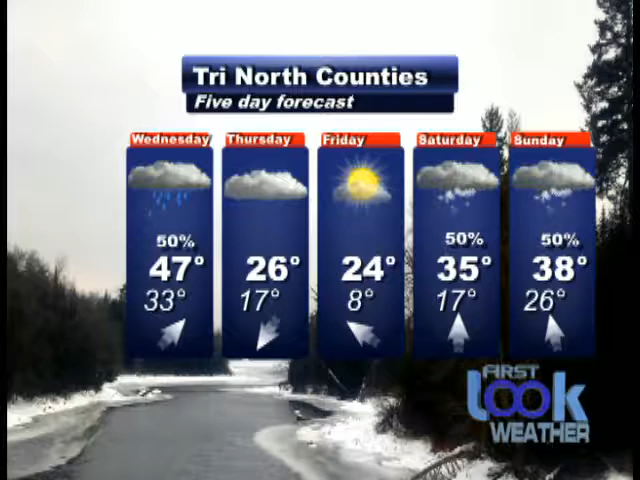 Tri North Counties
Five day forecast
Wednesday Thursday Friday Saturday Sunday
50% 50% 50%
47° 26° 24° 35° 38°
33° 17° 8° 17° 26°
FIRST
LOOK
WEATHER